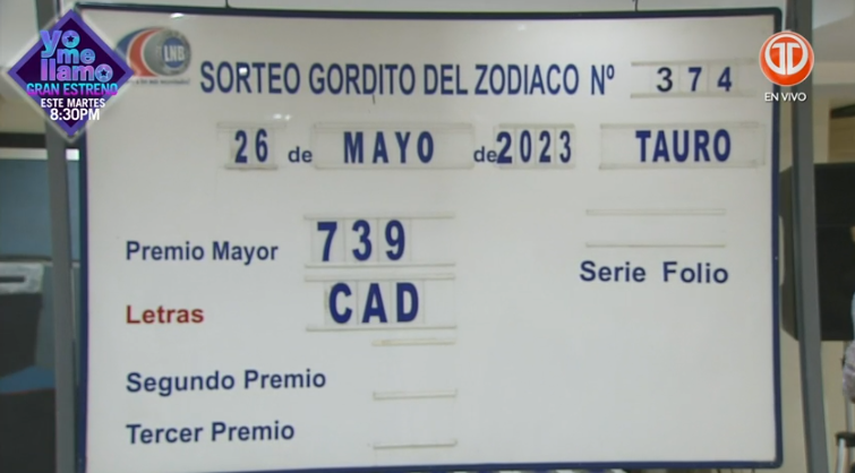 yo
me
llamo
GRAN ESTRENO
ESTE MARTES
8:30PM
LNB
EN VIVO
SORTEO GORDITO DEL ZODIACO Nº 374
26 de MAYO de 2023 TAURO
Premio Mayor 739
Serie Folio
Letras CAD
Segundo Premio
Tercer Premio